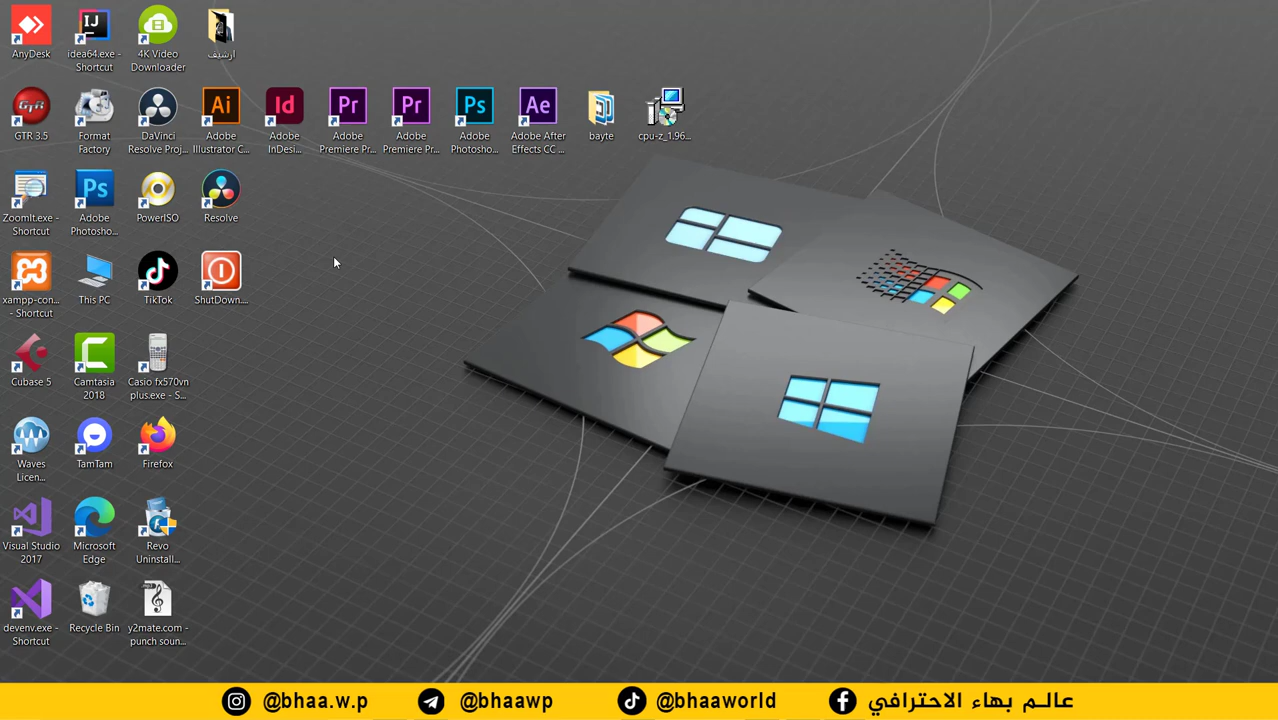 AnyDesk
idea64.exe -
Shortcut
4K Video
Downloader
ارشيف
GTR 3.5
Format
Factory
DaVinci
Resolve Proj...
Adobe
Illustrator C...
Adobe
InDesi...
Adobe
Premiere Pr...
Adobe
Premiere Pr...
Adobe
Photosho...
Adobe After
Effects CC ...
bayte
cpu-z_1.96...
ZoomIt.exe -
Shortcut
Adobe
Photosho...
PowerISO
Resolve
xampp-con...
- Shortcut
This PC
TikTok
ShutDown....
Cubase 5
Camtasia
2018
Casio fx570vn
plus.exe - S...
Waves
Licen...
TamTam
Firefox
Visual Studio
2017
Microsoft
Edge
Revo
Uninstall...
devenv.exe -
Shortcut
Recycle Bin
y2mate.com -
punch soun...
@bhaa.w.p
@bhaawp
@bhaaworld
عالم بهاء الاحترافي